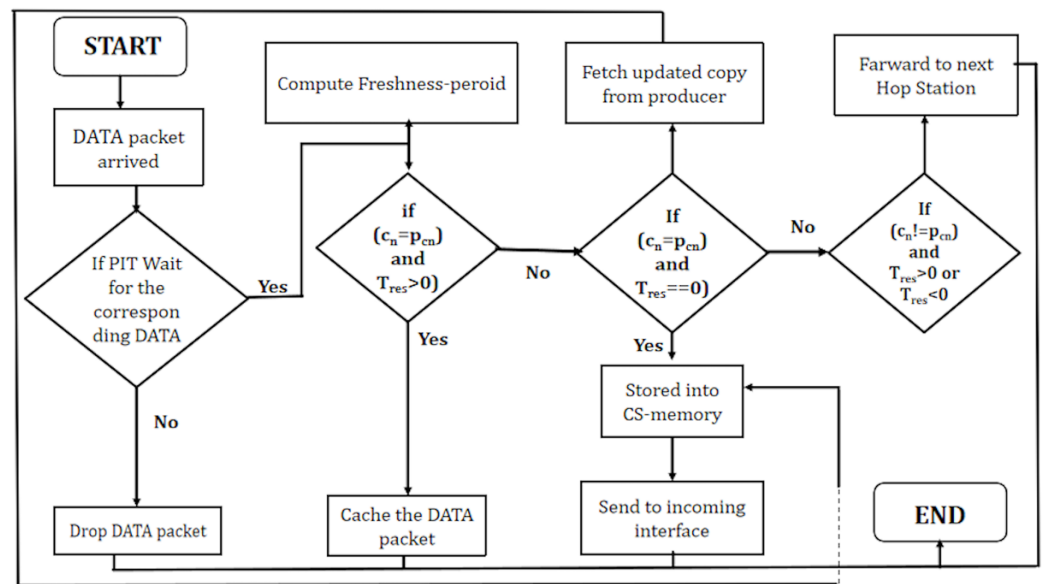 START
DATA packet
arrived
If PIT Wait
for the
correspon
ding DATA
Yes
No
Drop DATA packet
Compute Freshness-peroid
if
(cn=pcn)
and
Tres>0)
No
Yes
Cache the DATA
packet
Fetch updated copy
from producer
If
(cn=pcn)
and
Tres==0)
No
Yes
Stored into
CS-memory
Send to incoming
interface
Farward to next
Hop Station
If
(cn!=pcn)
and
Tres>0 or
Tres<0
END